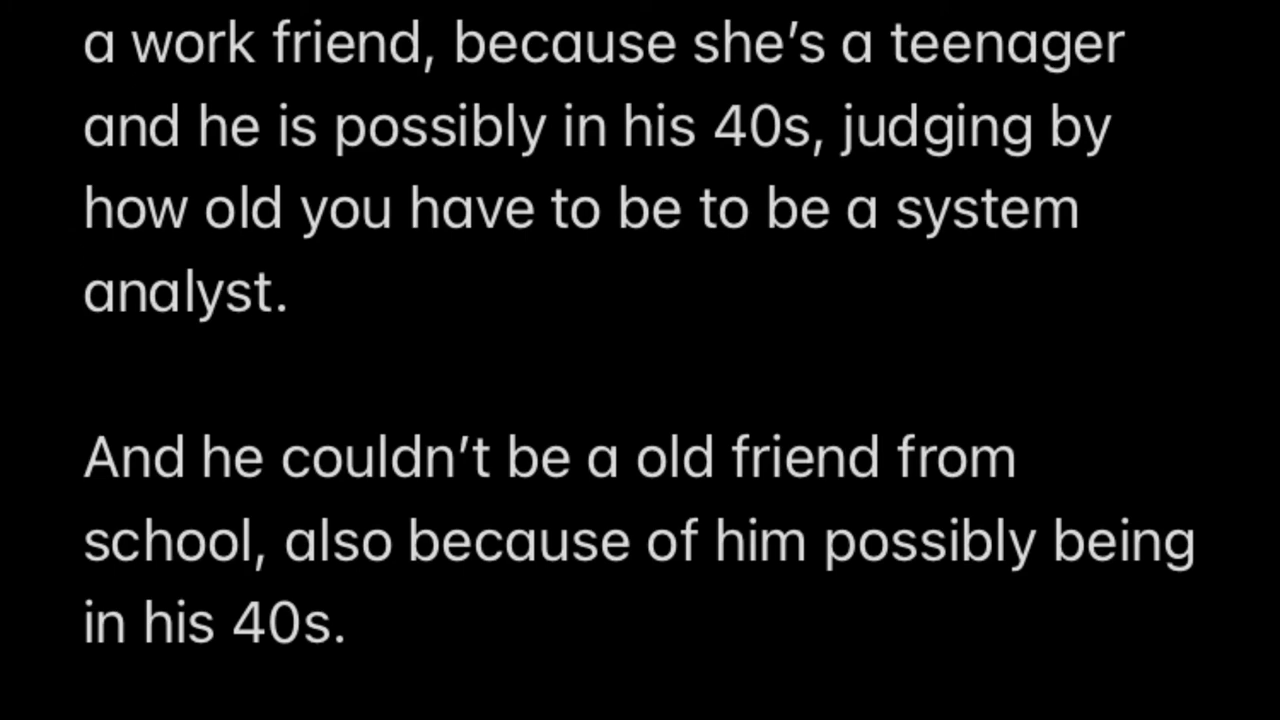 a work friend, because she’s a teenager
and he is possibly in his 40s, judging by
how old you have to be to be a system
analyst.
And he couldn’t be a old friend from
school, also because of him possibly being
in his 40s.